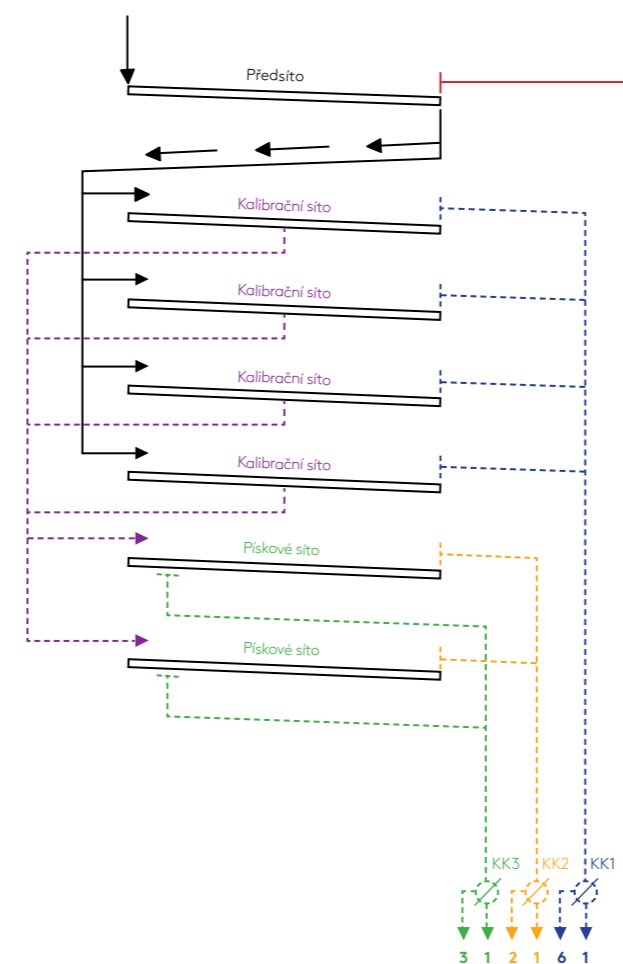 Předsíto
Kalibrační síto
Kalibrační síto
Kalibrační síto
Kalibrační síto
Pískové síto
Pískové síto
KK3 KK2 KK1
3 1 2 1 6 1